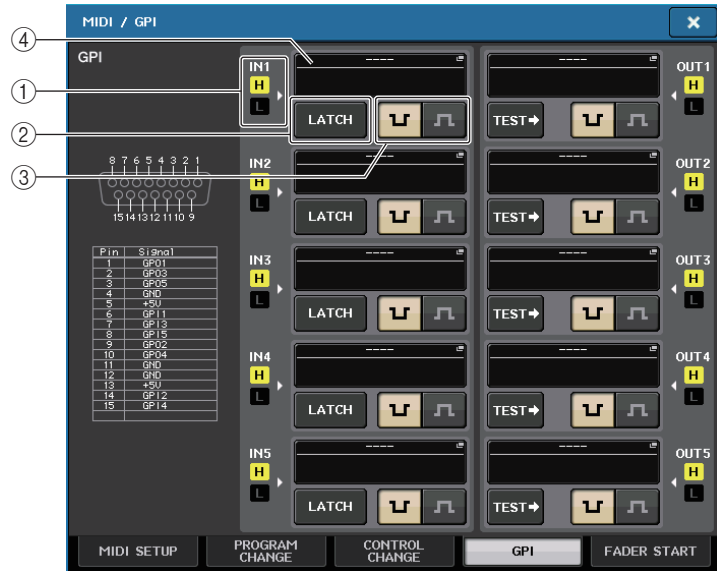 MIDI / GPI
×
GPI
4
1
2
3
8 7 6 5 4 3 2 1
15 14 13 12 11 10 9
Pin Signal
1 GPO1
2 GPO3
3 GPO5
4 GND
5 +5V
6 GPI1
7 GPI3
8 GPI5
9 GPO2
10 GPO4
11 GND
12 GND
13 +5V
14 GPI2
15 GPI4
IN1
H
L
----
LATCH
----
TEST
OUT1
H
L
IN2
H
L
----
LATCH
----
TEST
OUT2
H
L
IN3
H
L
----
LATCH
----
TEST
OUT3
H
L
IN4
H
L
----
LATCH
----
TEST
OUT4
H
L
IN5
H
L
----
LATCH
----
TEST
OUT5
H
L
MIDI SETUP
PROGRAM
CHANGE
CONTROL
CHANGE
GPI
FADER START